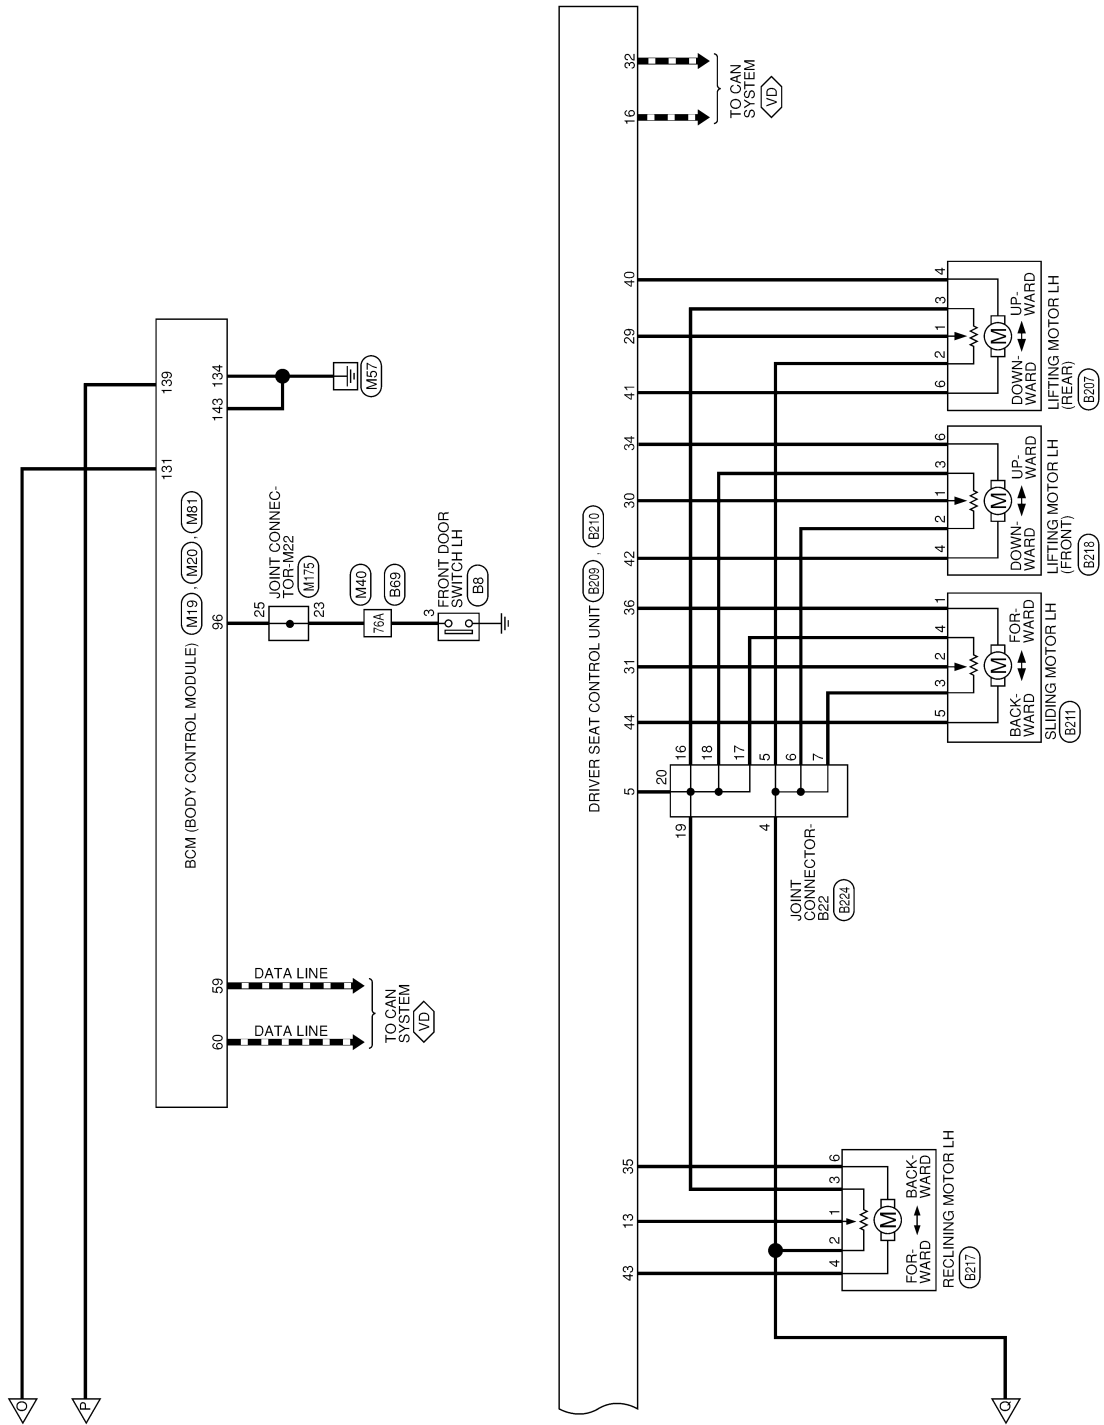 O
P
139
131
134
143
M57
BCM (BODY CONTROL MODULE)
M19 , M20 , M81
96
25
JOINT CONNEC-
TOR-M22
M175
23
M40
76A
B69
3
FRONT DOOR
SWITCH LH
B8
59
DATA LINE
60
DATA LINE
TO CAN
SYSTEM
VD
DRIVER SEAT CONTROL UNIT B209 , B210
43
13
35
5
44
31
36
42
30
34
41
29
40
16
32
TO CAN
SYSTEM
VD
20
19
16
18
17
4
5
6
7
JOINT
CONNECTOR-
B22
B224
4
2
1
3
6
FOR-
WARD
M
BACK-
WARD
RECLINING MOTOR LH
B217
5
3
2
4
1
BACK-
WARD
M
FOR-
WARD
SLIDING MOTOR LH
B211
4
2
1
3
6
DOWN-
WARD
M
UP-
WARD
LIFTING MOTOR LH
(FRONT)
B218
6
2
1
3
4
DOWN-
WARD
M
UP-
WARD
LIFTING MOTOR LH
(REAR)
B207
Q